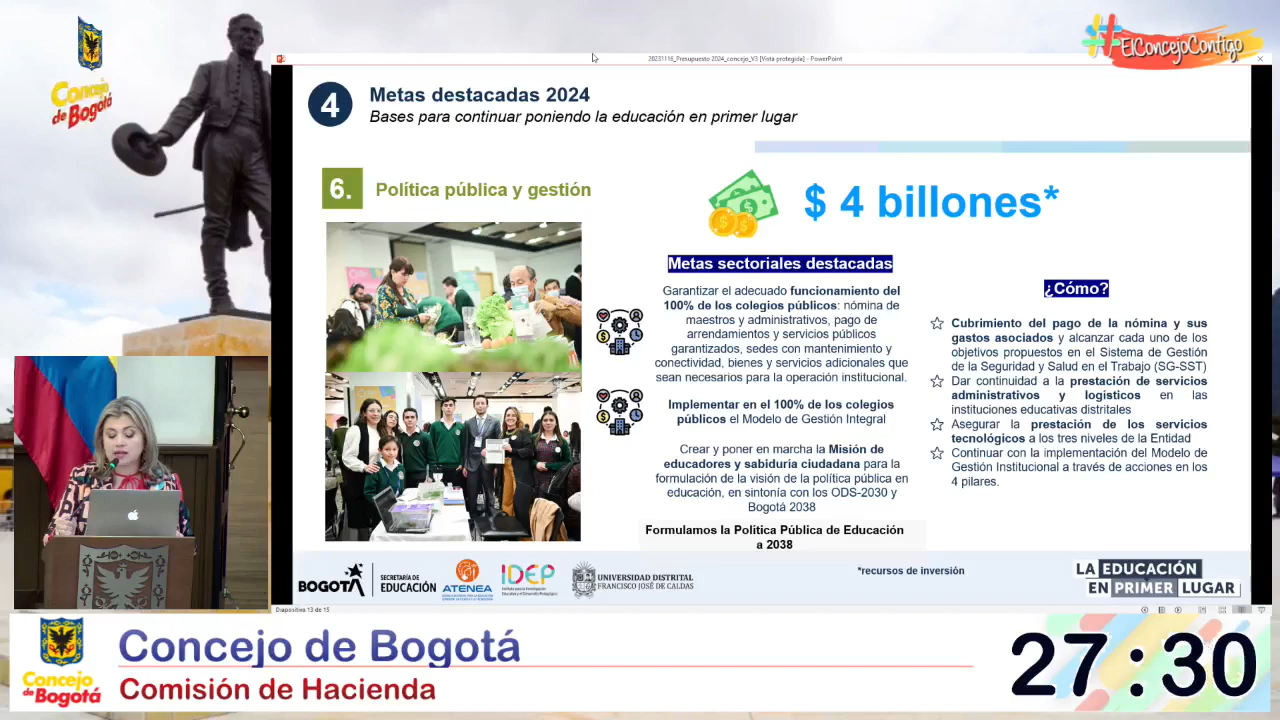 Concejo
de Bogotá
#ElConcejoContigo
20231116_Presupuesto 2024_concejo_V3 [Vista protegida] - PowerPoint
4
Metas destacadas 2024
Bases para continuar poniendo la educación en primer lugar
6.
Política pública y gestión
$ 4 billones*
Metas sectoriales destacadas
Garantizar el adecuado funcionamiento del
100% de los colegios públicos: nómina de
maestros y administrativos, pago de
arrendamientos y servicios públicos
garantizados, sedes con mantenimiento y
conectividad, bienes y servicios adicionales que
sean necesarios para la operación institucional.
Implementar en el 100% de los colegios
públicos el Modelo de Gestión Integral
Crear y poner en marcha la Misión de
educadores y sabiduría ciudadana para la
formulación de la visión de la política pública en
educación, en sintonía con los ODS-2030 y
Bogotá 2038
Formulamos la Política Pública de Educación
a 2038
¿Cómo?
Cubrimiento del pago de la nómina y sus
gastos asociados y alcanzar cada uno de los
objetivos propuestos en el Sistema de Gestión
de la Seguridad y Salud en el Trabajo (SG-SST)
Dar continuidad a la prestación de servicios
administrativos y logísticos en las
instituciones educativas distritales
Asegurar la prestación de los servicios
tecnológicos a los tres niveles de la Entidad
Continuar con la implementación del Modelo de
Gestión Institucional a través de acciones en los
4 pilares.
*recursos de inversión
BOGOTÁ
SECRETARÍA DE
EDUCACIÓN
ATENEA
IDEP
UNIVERSIDAD DISTRITAL
FRANCISCO JOSÉ DE CALDAS
LA EDUCACIÓN
EN PRIMER LUGAR
Diapositiva 13 de 15
Concejo
de Bogotá
Concejo de Bogotá
Comisión de Hacienda
27:30